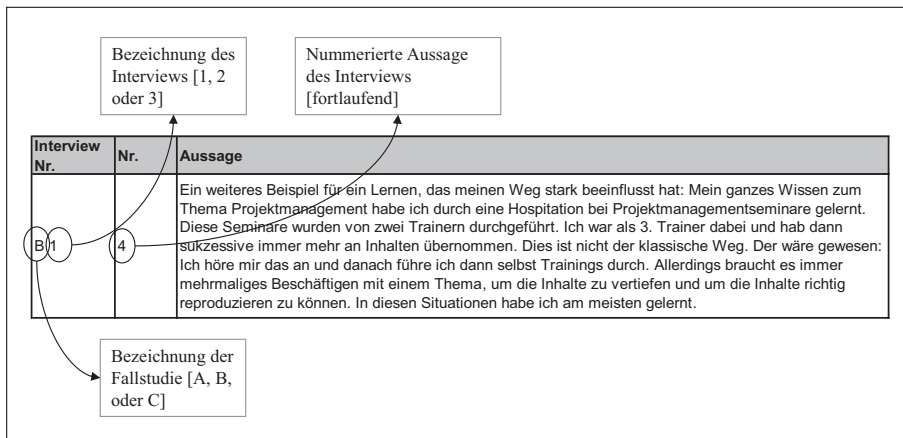 Bezeichnung des
Interviews [1, 2
oder 3]
Nummerierte Aussage
des Interviews
[fortlaufend]
Interview
Nr.
Nr.
Aussage
B 1
4
Ein weiteres Beispiel für ein Lernen, das meinen Weg stark beeinflusst hat: Mein ganzes Wissen zum
Thema Projektmanagement habe ich durch eine Hospitation bei Projektmanagementseminare gelernt.
Diese Seminare wurden von zwei Trainern durchgeführt. Ich war als 3. Trainer dabei und hab dann
sukzessive immer mehr an Inhalten übernommen. Dies ist nicht der klassische Weg. Der wäre gewesen:
Ich höre mir das an und danach führe ich dann selbst Trainings durch. Allerdings braucht es immer
mehrmaliges Beschäftigen mit einem Thema, um die Inhalte zu vertiefen und um die Inhalte richtig
reproduzieren zu können. In diesen Situationen habe ich am meisten gelernt.
Bezeichnung der
Fallstudie [A, B,
oder C]